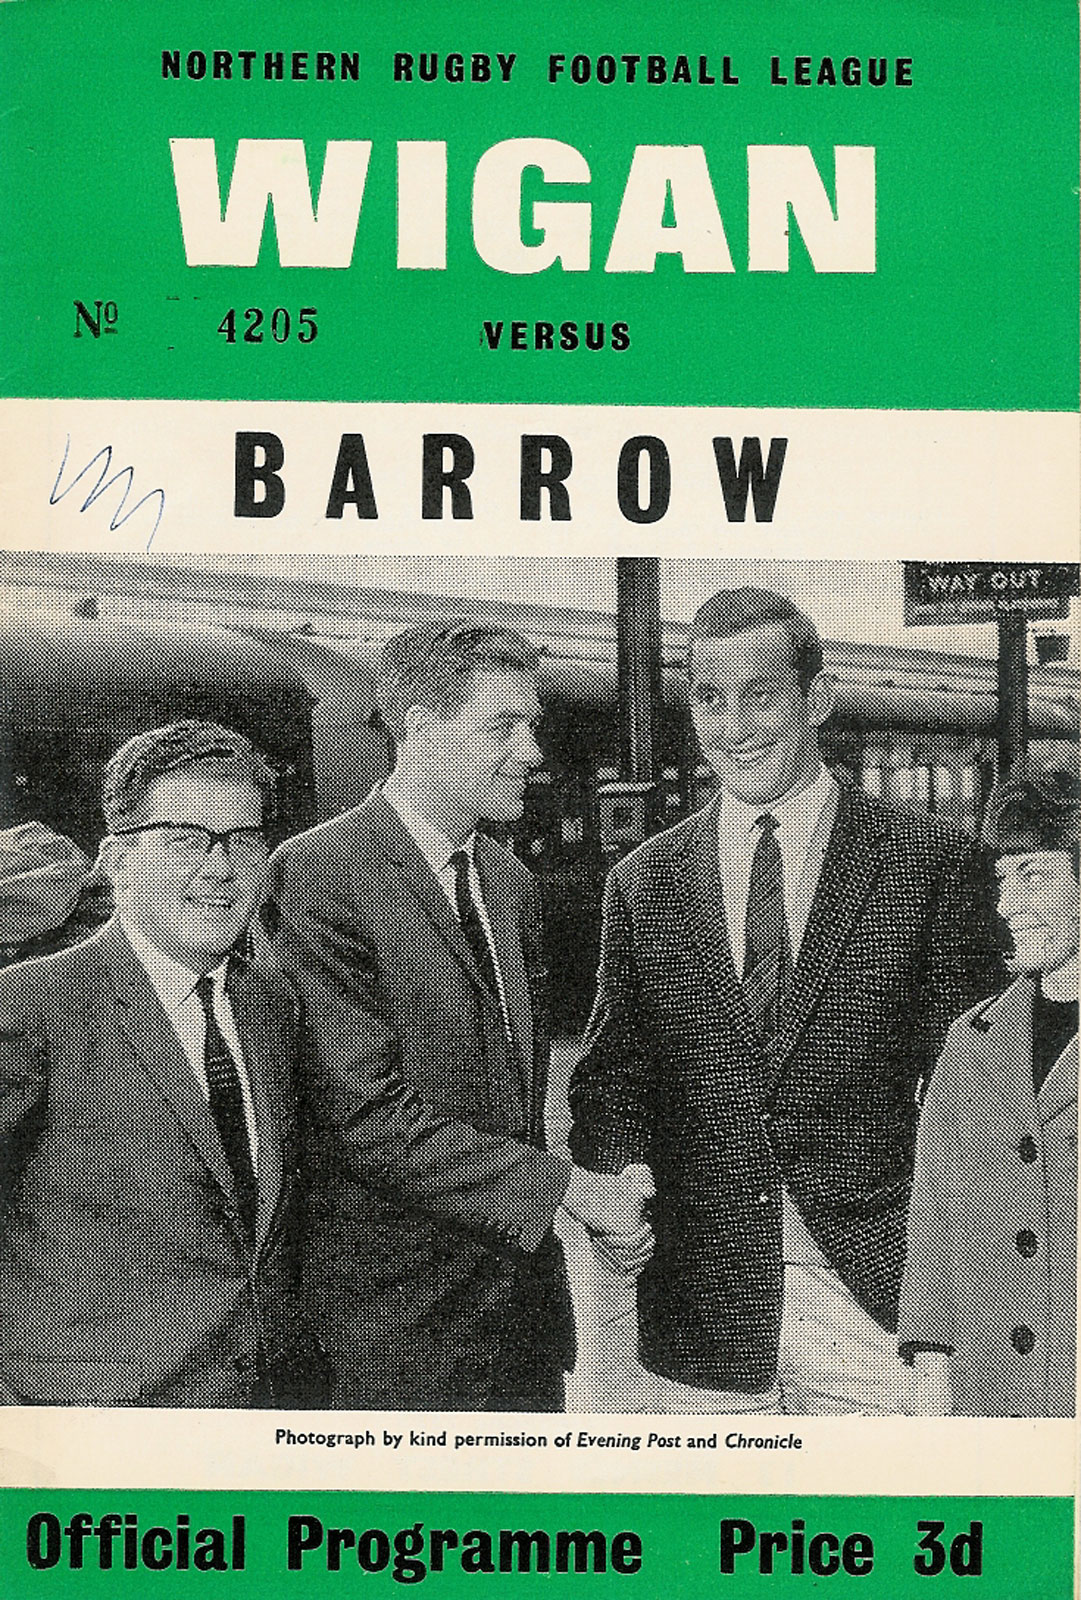 NORTHERN RUGBY FOOTBALL LEAGUE
WIGAN
Nº 4205
VERSUS
BARROW
WAY OUT
Photograph by kind permission of Evening Post and Chronicle
Official Programme Price 3d